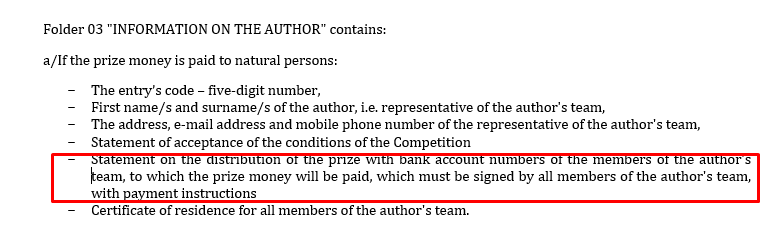 Folder 03 "INFORMATION ON THE AUTHOR" contains:
a/If the prize money is paid to natural persons:
– The entry's code – five-digit number,
– First name/s and surname/s of the author, i.e. representative of the author's team,
– The address, e-mail address and mobile phone number of the representative of the author's team,
– Statement of acceptance of the conditions of the Competition
– Statement on the distribution of the prize with bank account numbers of the members of the author's
team, to which the prize money will be paid, which must be signed by all members of the author's team,
with payment instructions
– Certificate of residence for all members of the author's team.